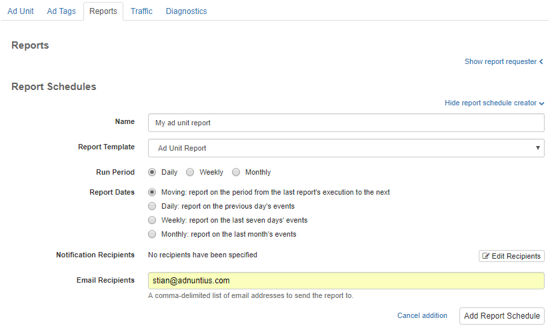 Ad Unit Ad Tags Reports Traffic Diagnostics
Reports
Show report requester
Report Schedules
Hide report schedule creator
Name My ad unit report
Report Template Ad Unit Report
Run Period Daily Weekly Monthly
Report Dates Moving: report on the period from the last report's execution to the next
Daily: report on the previous day's events
Weekly: report on the last seven days' events
Monthly: report on the last month's events
Notification Recipients No recipients have been specified Edit Recipients
Email Recipients stian@adnuntius.com
A comma-delimited list of email addresses to send the report to.
Cancel addition Add Report Schedule